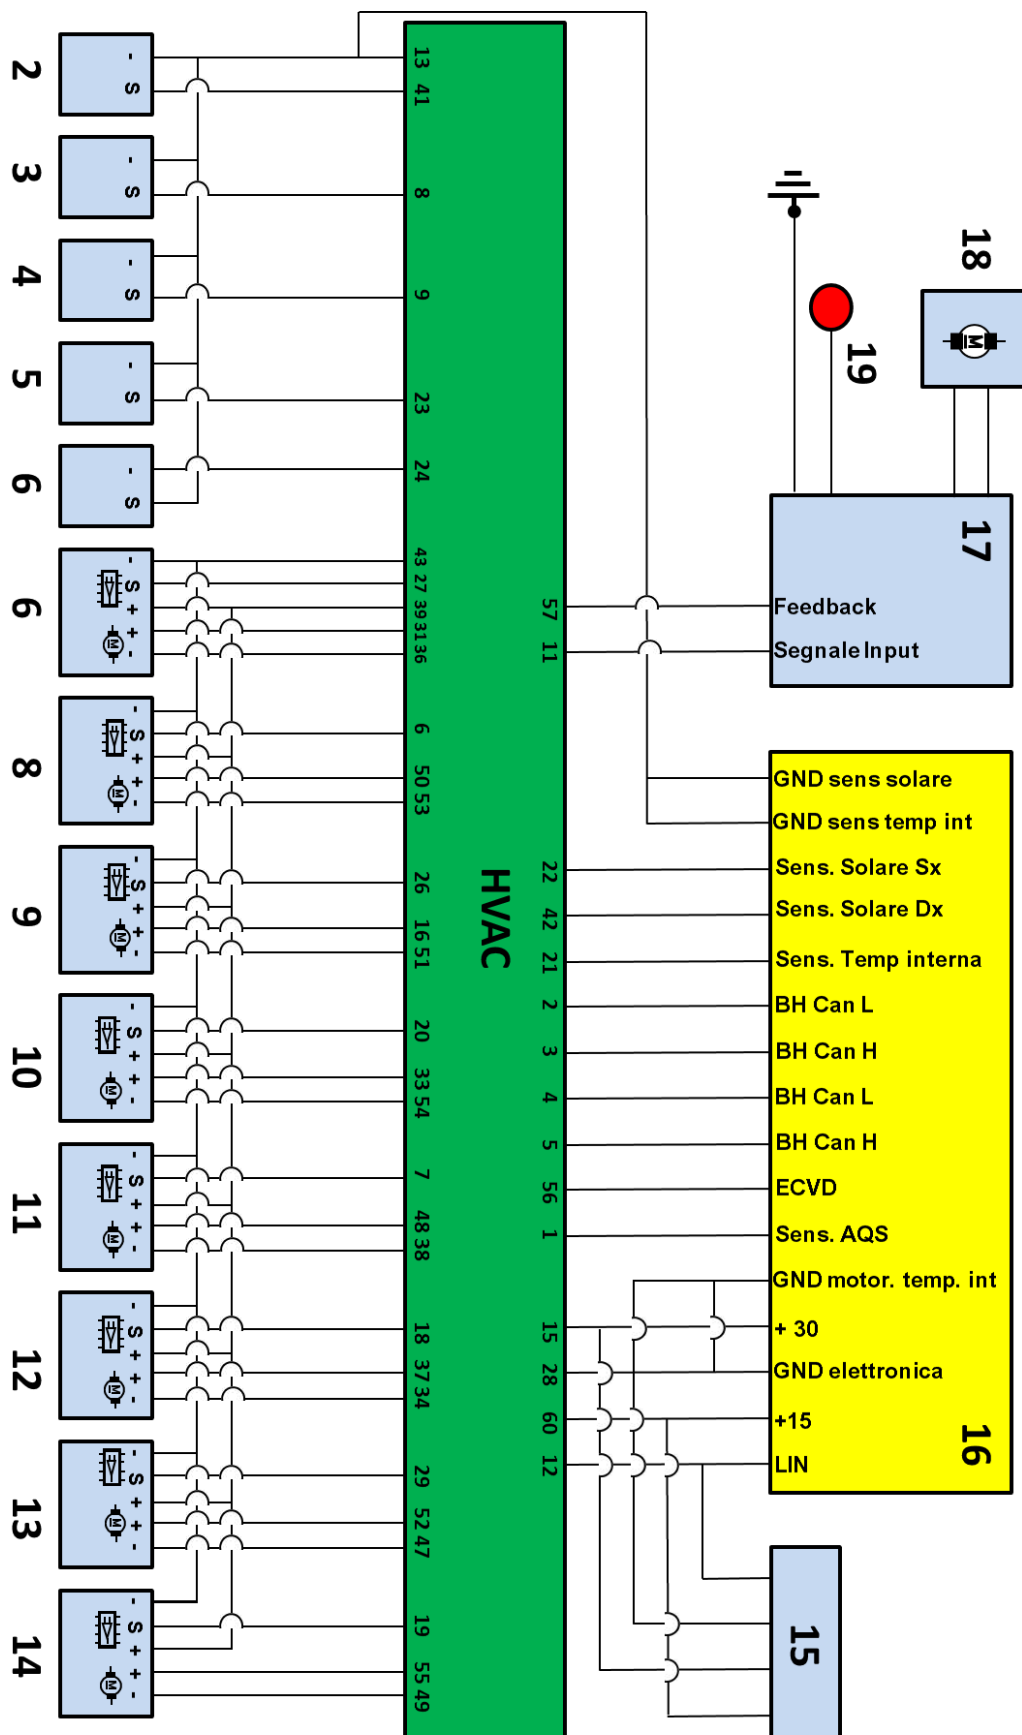 2
- S
3
- S
4
- S
5
- S
6
- S
6
- S + + -
M
8
- S + + -
M
9
- S + + -
M
10
- S + + -
M
11
- S + + -
M
12
- S + + -
M
13
- S + + -
M
14
- S + + -
M
13
41
8
9
23
24
43
27
39
31
36
6
50
53
26
16
51
20
33
54
7
48
38
18
37
34
29
52
47
19
55
49
HVAC
57
11
22
42
21
2
3
4
5
56
1
15
28
60
12
18
M
19
17
Feedback
Segnale Input
GND sens solare
GND sens temp int
Sens. Solare Sx
Sens. Solare Dx
Sens. Temp interna
BH Can L
BH Can H
BH Can L
BH Can H
ECVD
Sens. AQS
GND motor. temp. int
+ 30
GND elettronica
+15
LIN
16
15